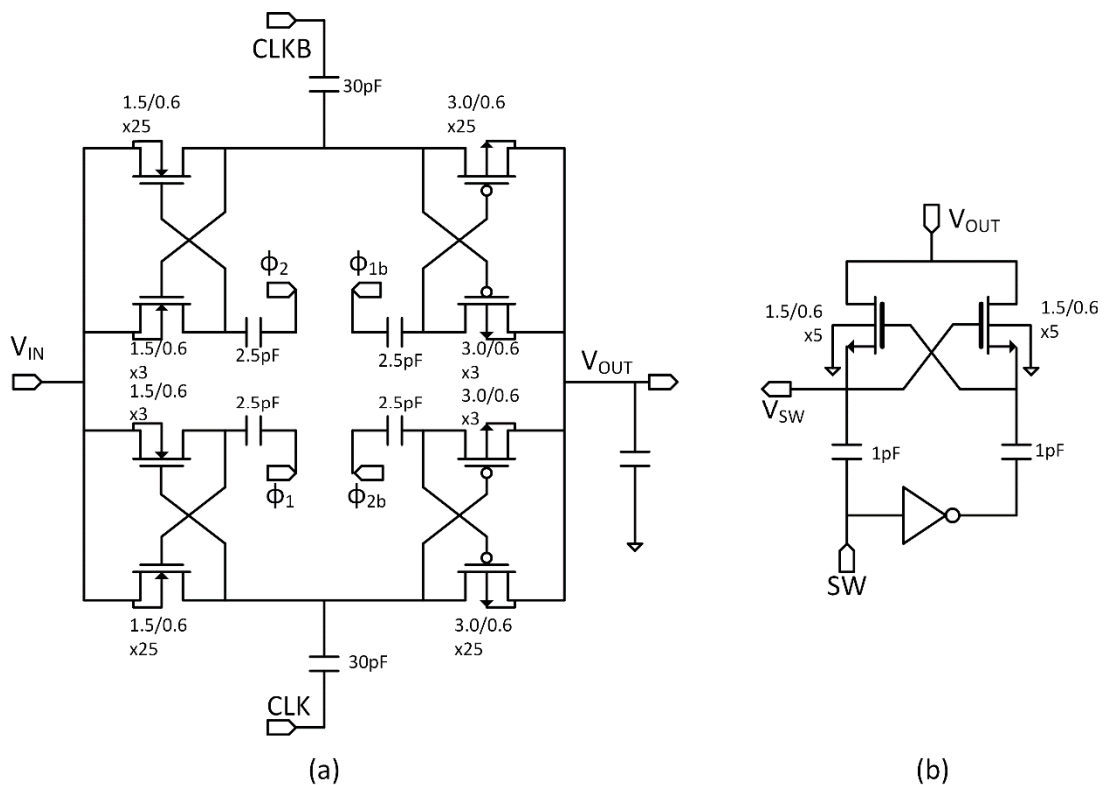 CLKB
30pF
1.5/0.6
x25
3.0/0.6
x25
ϕ2
ϕ1b
1.5/0.6
x3
2.5pF
2.5pF
3.0/0.6
x3
VIN
VOUT
1.5/0.6
x3
2.5pF
2.5pF
3.0/0.6
x3
ϕ1
ϕ2b
1.5/0.6
x25
3.0/0.6
x25
30pF
CLK
(a)
VOUT
1.5/0.6
x5
1.5/0.6
x5
VSW
1pF
1pF
SW
(b)